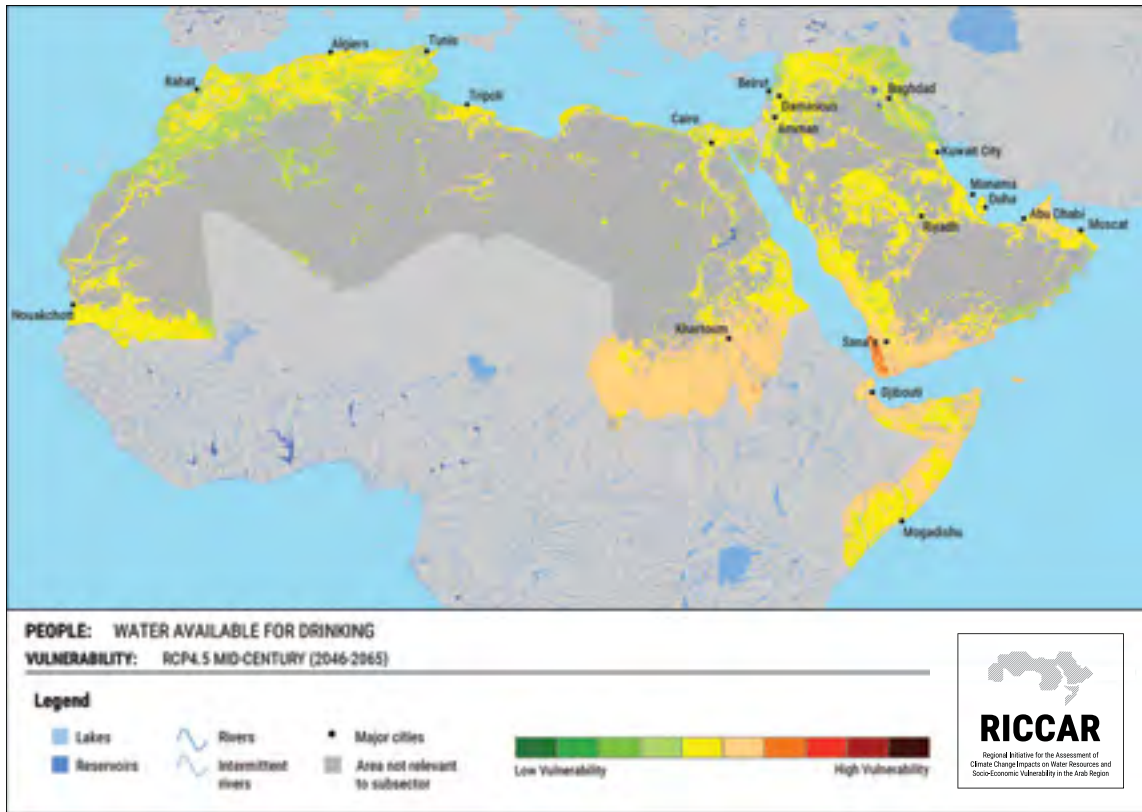 Algiers
Tunis
Rabat
Tripoli
Beirut
Baghdad
Damascus
Cairo
Amman
Kuwait City
Manama
Doha
Abu Dhabi
Riyadh
Muscat
Nouakchott
Khartoum
Sana'a
Djibouti
Mogadishu
PEOPLE: WATER AVAILABLE FOR DRINKING
VULNERABILITY: RCP4.5 MID-CENTURY (2046-2065)
Legend
Lakes
Rivers
Major cities
Reservoirs
Intermittent
rivers
Area not relevant
to subsector
Low Vulnerability
High Vulnerability
RICCAR
Regional Initiative for the Assessment of
Climate Change Impacts on Water Resources and
Socio-Economic Vulnerability in the Arab Region